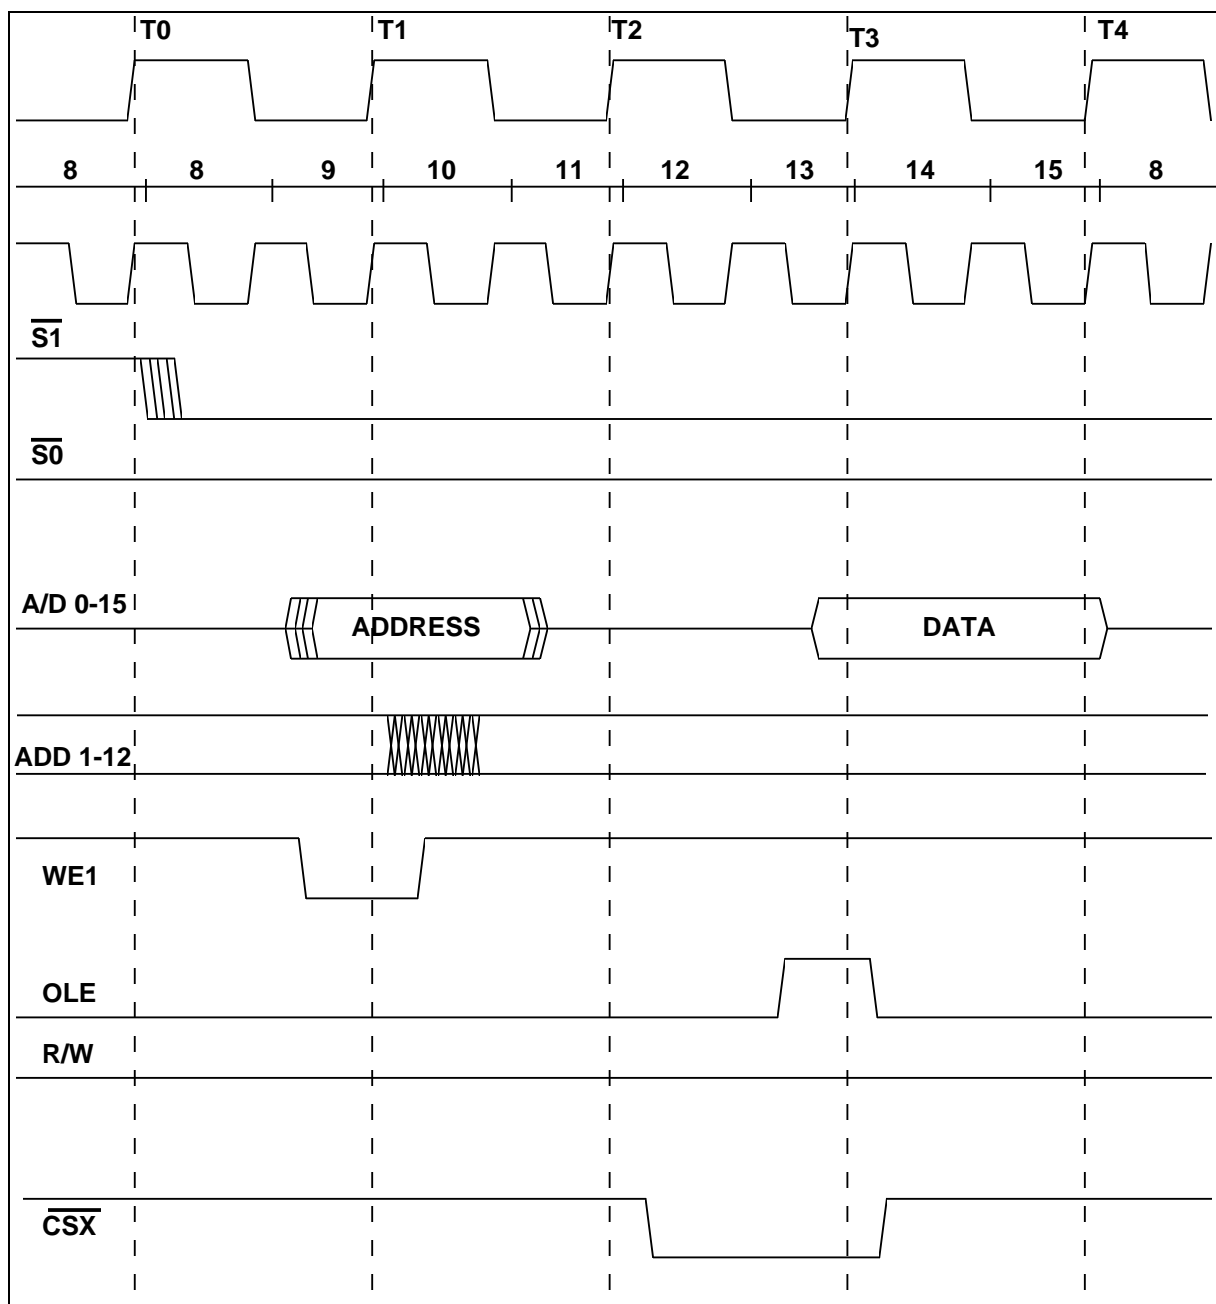 T0 T1 T2 T3 T4
8 8 9 10 11 12 13 14 15 8
S1
S0
A/D 0-15
ADDRESS DATA
ADD 1-12
WE1
OLE
R/W
CSX